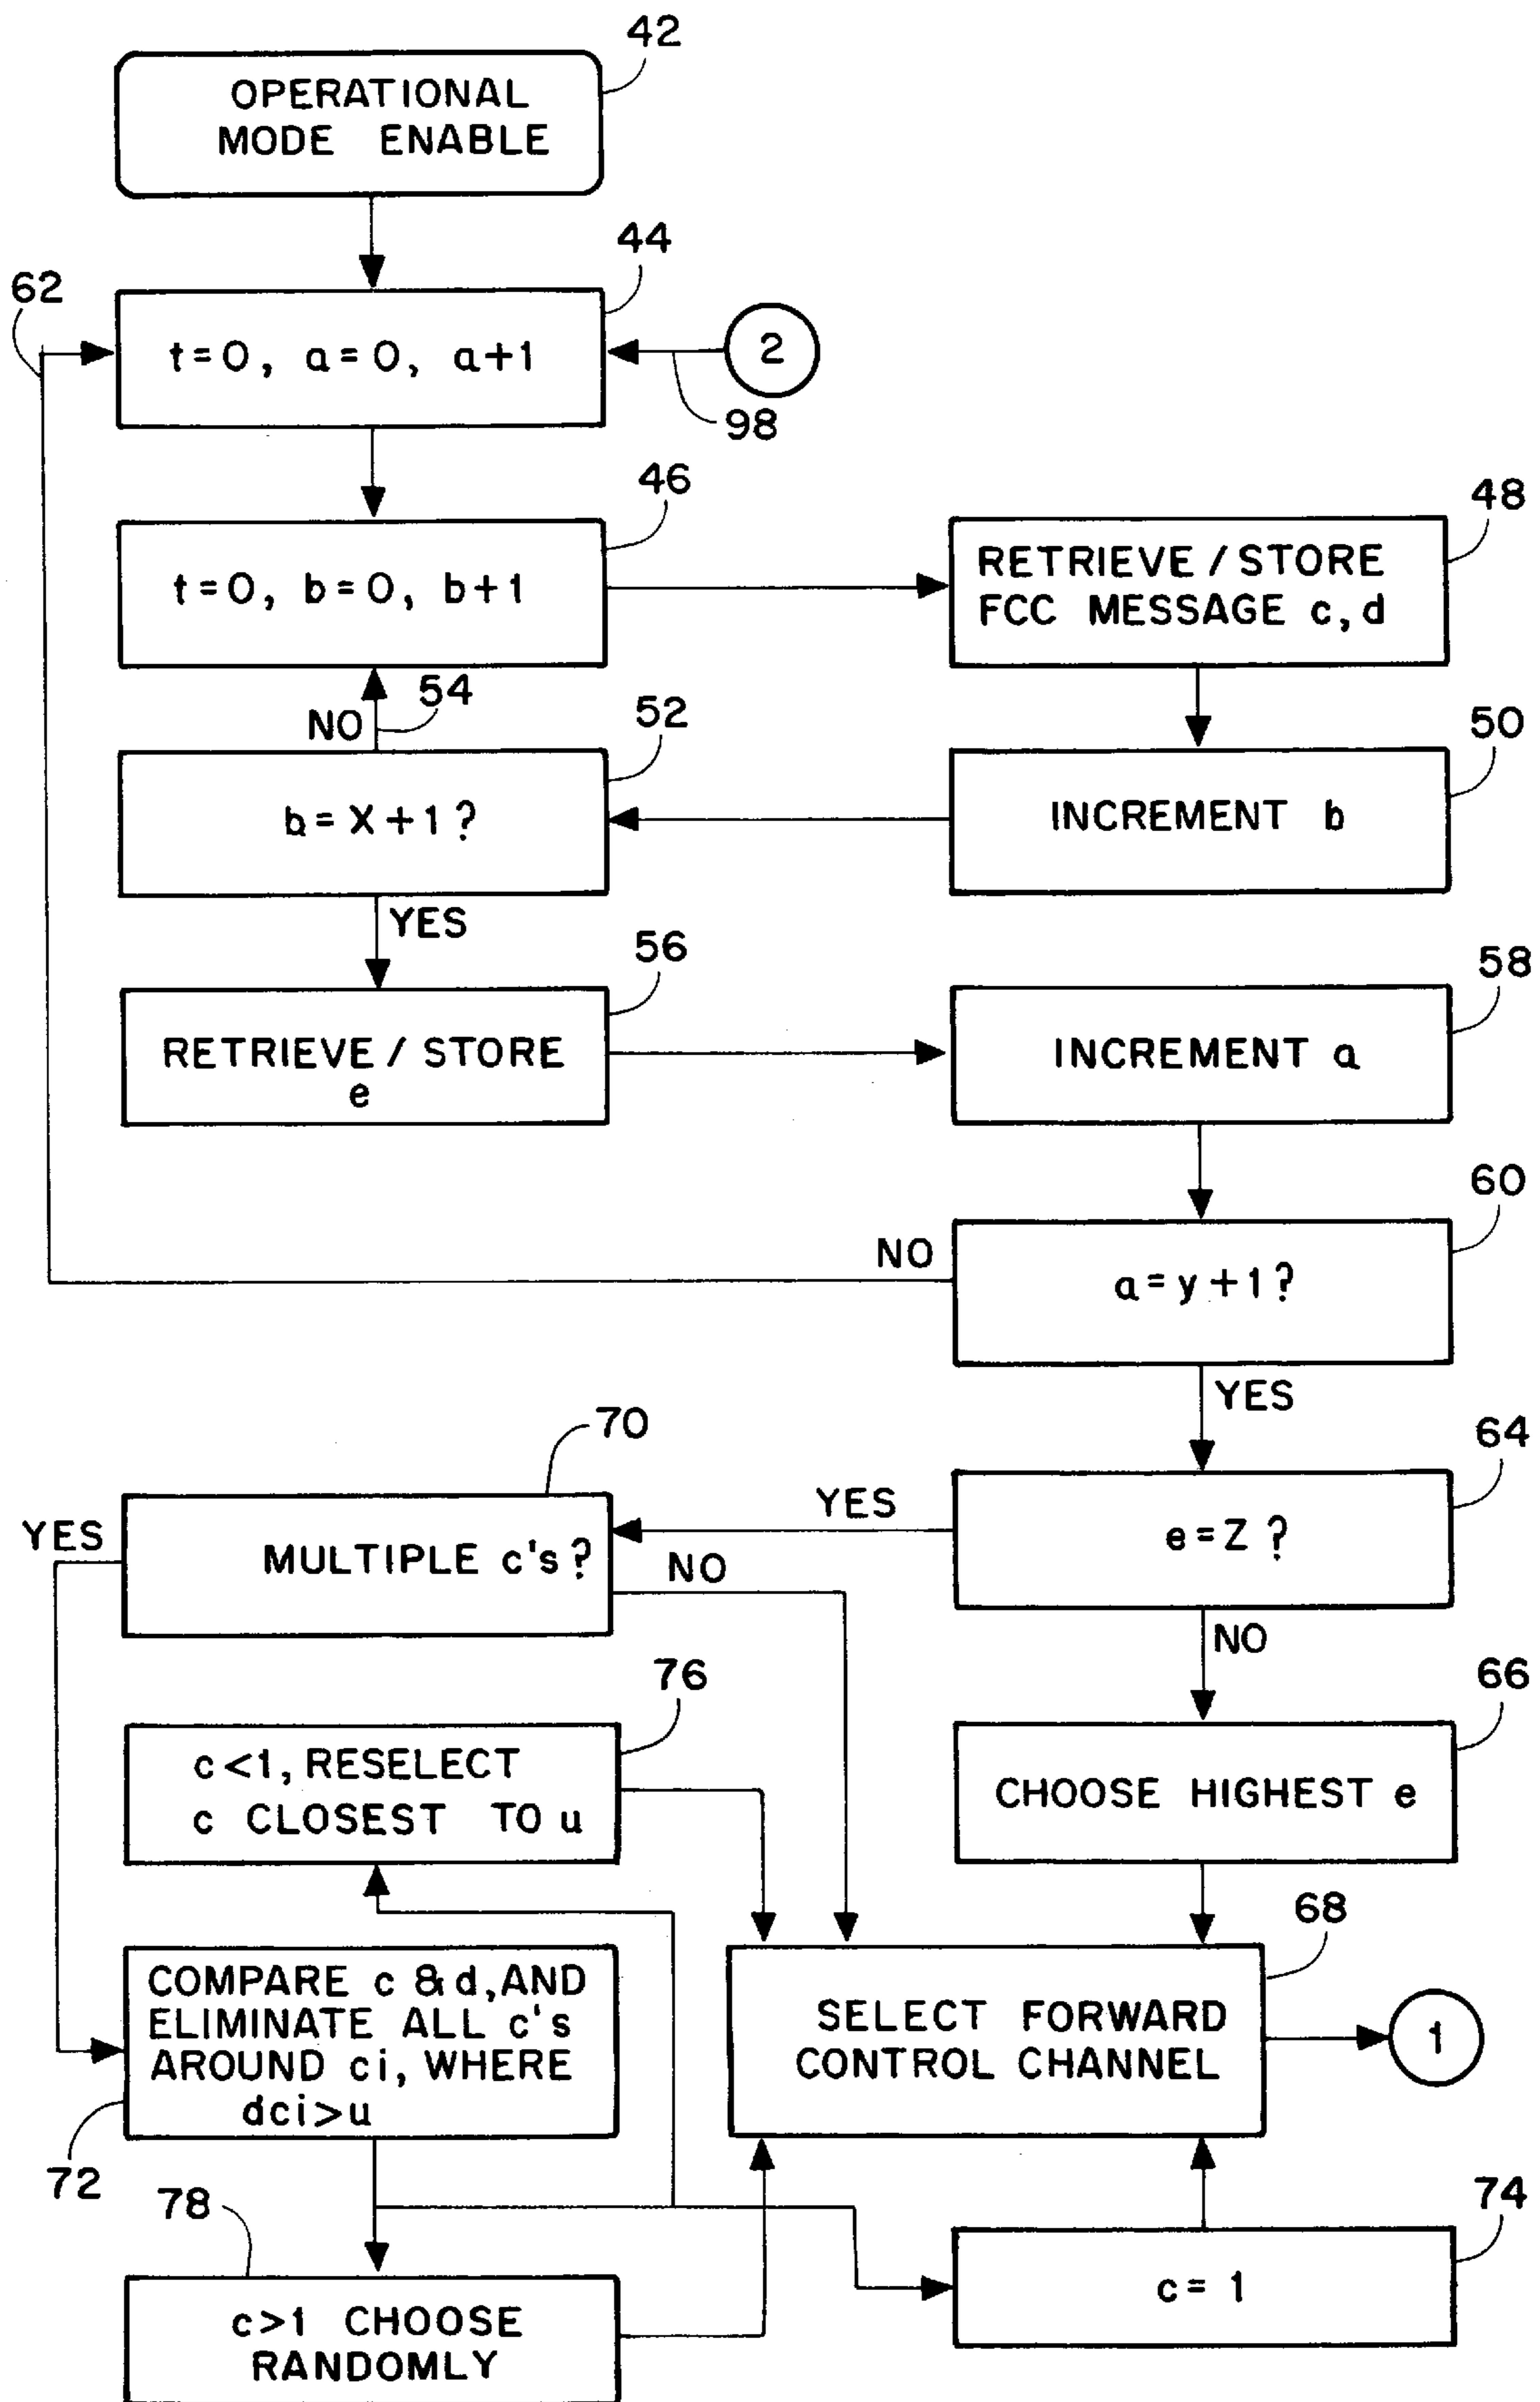 42
OPERATIONAL
MODE ENABLE
44
62
t=0, a=0, a+1
2
98
46
t=0, b=0, b+1
48
RETRIEVE / STORE
FCC MESSAGE c, d
54
NO
52
b=X+1?
50
INCREMENT b
YES
56
RETRIEVE / STORE
e
58
INCREMENT a
60
NO
a=y+1?
YES
70
64
YES
MULTIPLE c's?
NO
YES
e=Z?
NO
76
66
c<1, RESELECT
c CLOSEST TO u
CHOOSE HIGHEST e
68
COMPARE c & d, AND
ELIMINATE ALL c's
AROUND ci, WHERE
dci>u
72
SELECT FORWARD
CONTROL CHANNEL
1
78
74
c>1 CHOOSE
RANDOMLY
c= 1